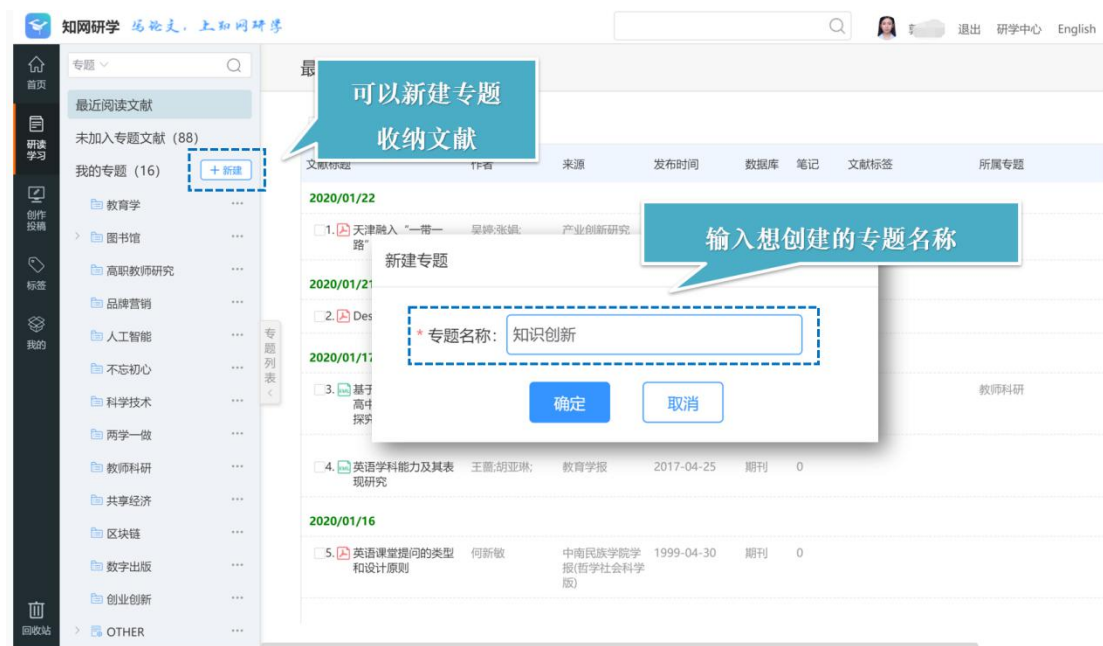 知网研学 写论文，上知网研学
退出 研学中心 English
首页
研读
学习
创作
投稿
标签
我的
回收站
专题
最近阅读文献
未加入专题文献（88）
我的专题（16）
+ 新建
教育学
图书馆
高职教师研究
品牌营销
人工智能
不忘初心
科学技术
两学一做
教师科研
共享经济
区块链
数字出版
创业创新
OTHER
专
题
列
表
<
可以新建专题
收纳文献
文献标题 作者 来源 发布时间 数据库 笔记 文献标签 所属专题
2020/01/22
1. 天津融入“一带一 吴婷;张娟; 产业创新研究
路”
2020/01/21
2. Des
2020/01/17
3. 基于 教师科研
高中
探究
4. 英语学科能力及其表 王蔷;胡亚琳; 教育学报 2017-04-25 期刊 0
现研究
2020/01/16
5. 英语课堂提问的类型 何新敏 中南民族学院学 1999-04-30 期刊 0
和设计原则 报(哲学社会科学
版)
输入想创建的专题名称
新建专题
* 专题名称： 知识创新
确定 取消